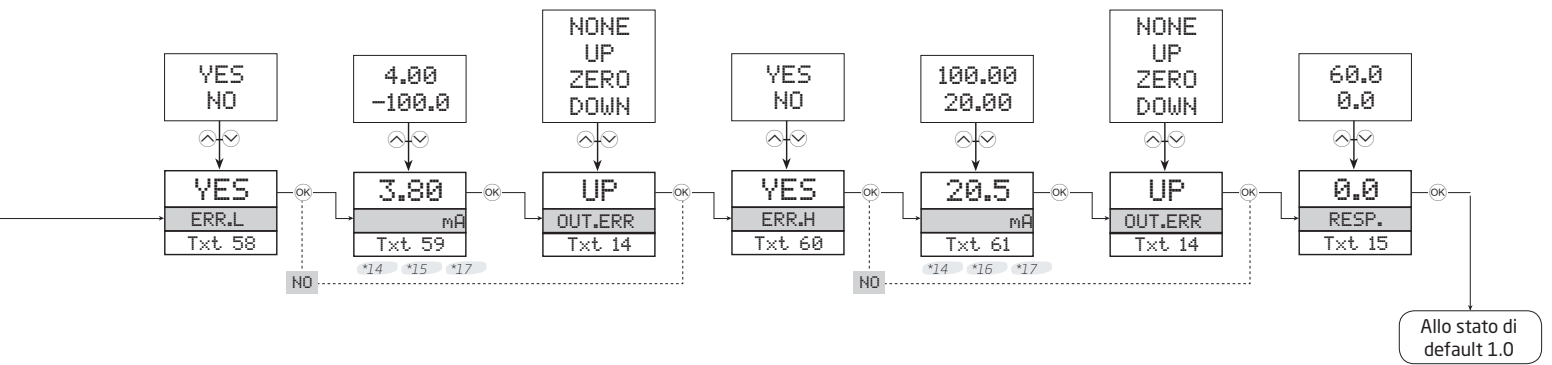 YES
NO
YES
ERR.L
Txt 58
OK
NO
4.00
-100.0
3.80
mA
Txt 59
*14 *15 *17
OK
NONE
UP
ZERO
DOWN
UP
OUT.ERR
Txt 14
OK
YES
NO
YES
ERR.H
Txt 60
OK
NO
100.00
20.00
20.5
mA
Txt 61
*14 *16 *17
OK
NONE
UP
ZERO
DOWN
UP
OUT.ERR
Txt 14
OK
60.0
0.0
0.0
RESP.
Txt 15
OK
Allo stato di
default 1.0